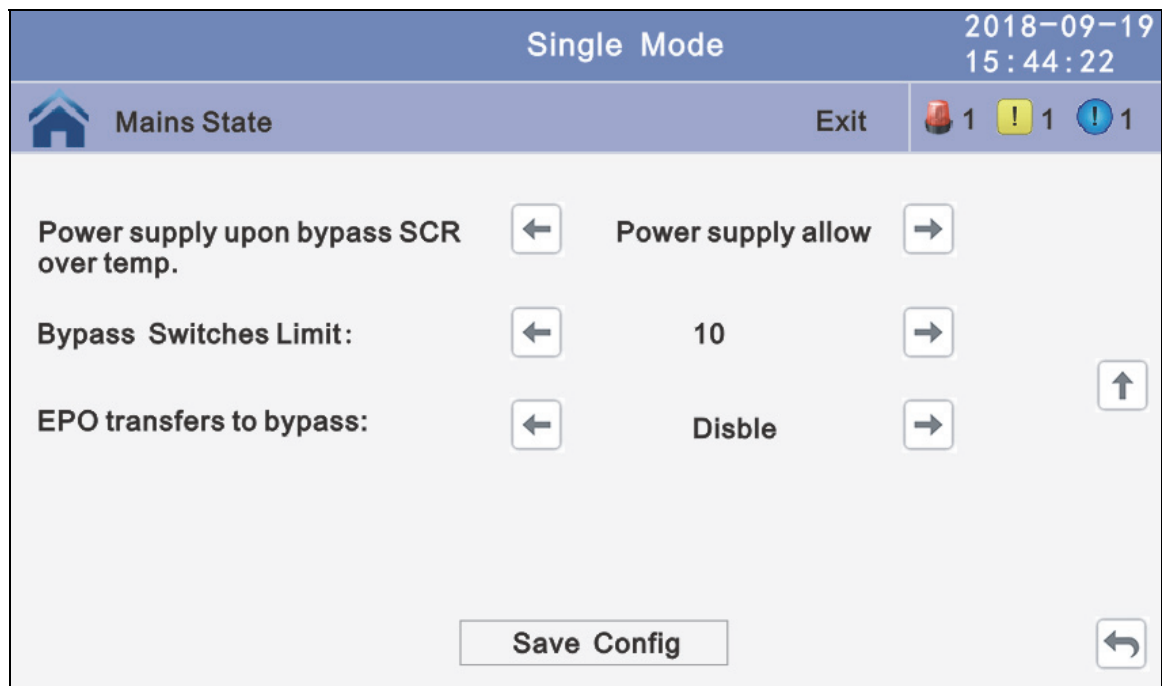 Single Mode
2018-09-19
15:44:22
Mains State
Exit
1
1
1
Power supply upon bypass SCR
over temp.
Power supply allow
Bypass Switches Limit:
10
EPO transfers to bypass:
Disble
Save Config